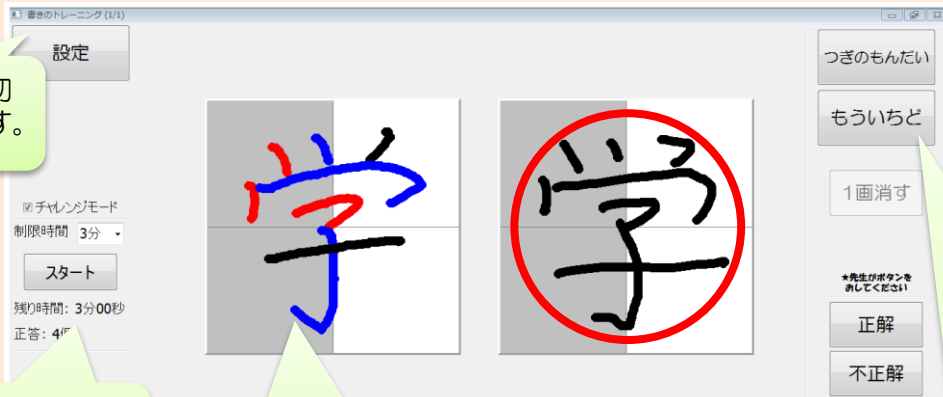 書きのトレーニング (1/1)
設定
切
す。
チャレンジモード
制限時間 3分
スタート
残り時間: 3分00秒
正答: 4
学
学
つぎのもんだい
もういちど
1画消す
★先生がボタンを
おしてください
正解
不正解